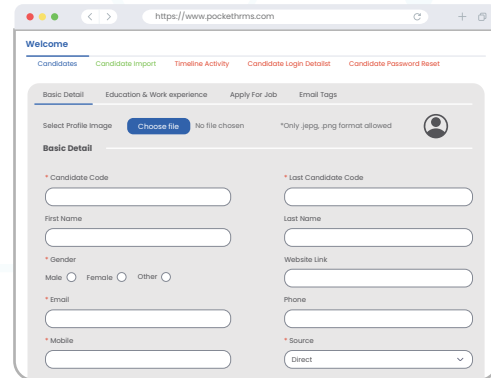 https://www.pockethrms.com
Welcome
Candidates Candidate Import Timeline Activity Candidate Login Detalist Candidate Password Reset
Basic Detail Education & Work experience Apply For Job Email Tags
Select Profile Image Choose file No file chosen *Only .jepg, .png format allowed
Basic Detail
* Candidate Code * Last Candidate Code
First Name Last Name
* Gender Website Link
Male Female Other
* Email Phone
* Mobile * Source
Direct